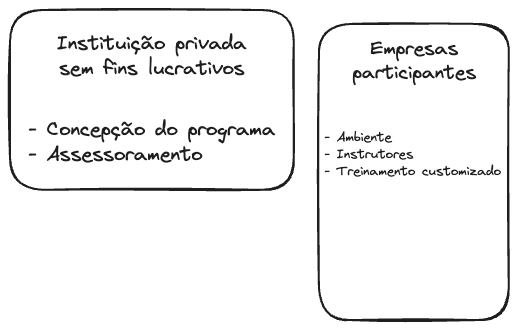 Instituição privada
sem fins lucrativos
- Concepção do programa
- Assessoramento
Empresas
participantes
- Ambiente
- Instrutores
- Treinamento customizado